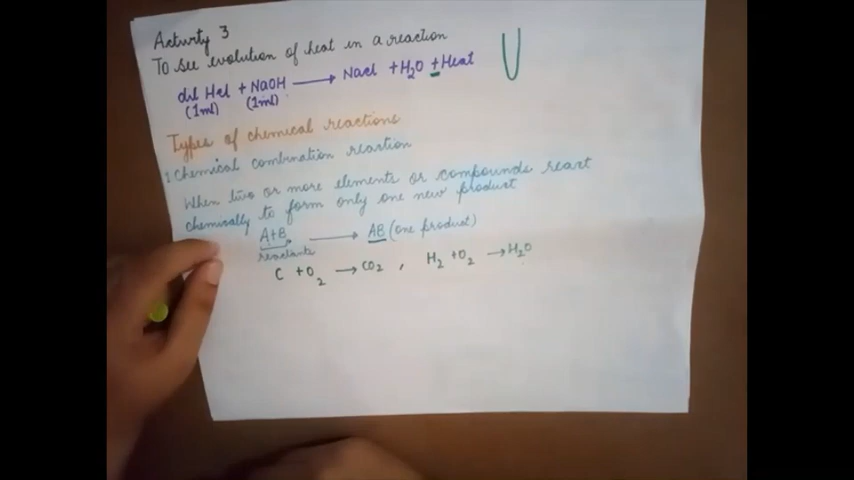 Activity 3
To see evolution of heat in a reaction
dil Hcl + NaOH → Nacl + H₂O + Heat
(1ml) (1ml)
Types of chemical reactions
1 Chemical combination reaction
When two or more elements or compounds react
chemically to form only one new product
A+B → AB (one product)
reactants
C + O₂ → CO₂ , H₂ + O₂ → H₂O